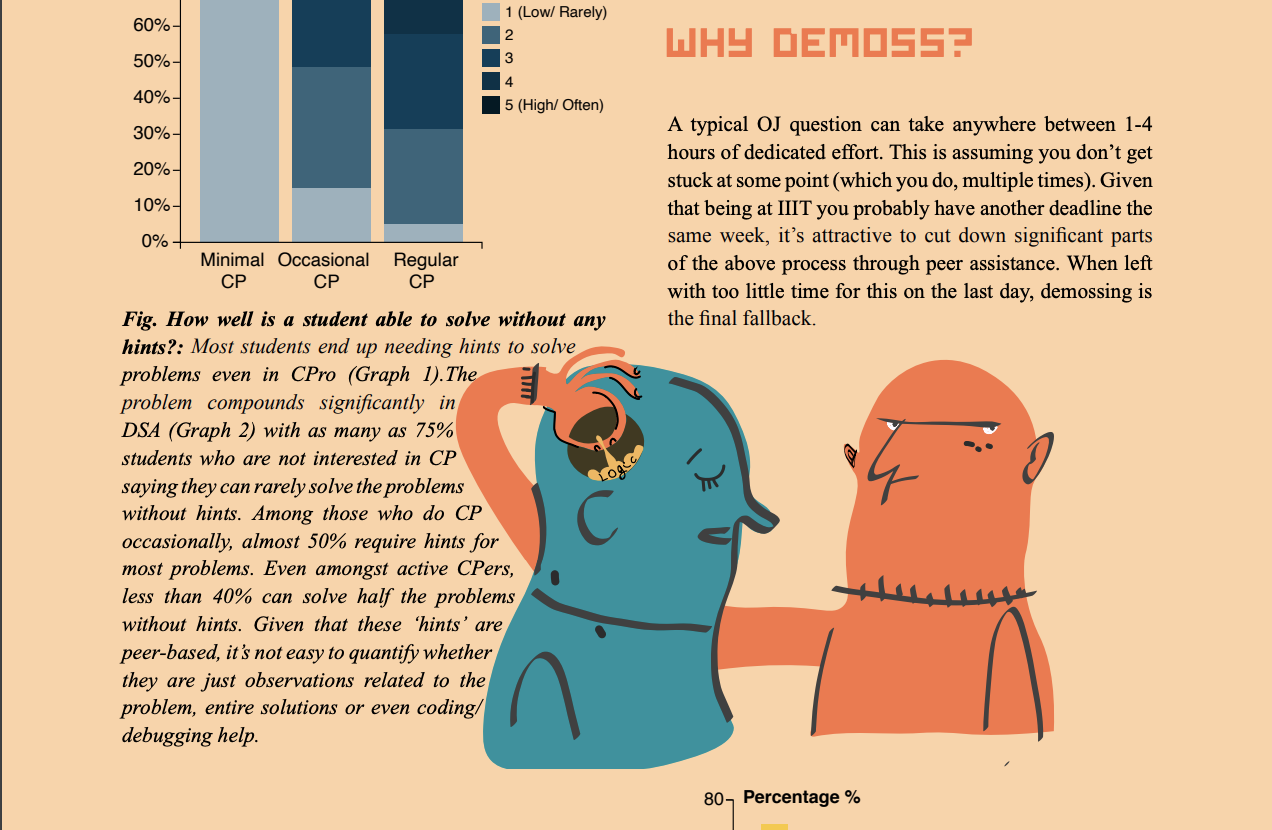 60%
50%
40%
30%
20%
10%
0%
Minimal CP
Occasional CP
Regular CP
1 (Low/ Rarely)
2
3
4
5 (High/ Often)
Fig. How well is a student able to solve without any
hints?: Most students end up needing hints to solve
problems even in CPro (Graph 1).The
problem compounds significantly in
DSA (Graph 2) with as many as 75%
students who are not interested in CP
saying they can rarely solve the problems
without hints. Among those who do CP
occasionally, almost 50% require hints for
most problems. Even amongst active CPers,
less than 40% can solve half the problems
without hints. Given that these ‘hints’ are
peer-based, it’s not easy to quantify whether
they are just observations related to the
problem, entire solutions or even coding/
debugging help.
WHY DEMOSS?
A typical OJ question can take anywhere between 1-4
hours of dedicated effort. This is assuming you don’t get
stuck at some point (which you do, multiple times). Given
that being at IIIT you probably have another deadline the
same week, it’s attractive to cut down significant parts
of the above process through peer assistance. When left
with too little time for this on the last day, demossing is
the final fallback.
Logic
80
Percentage %